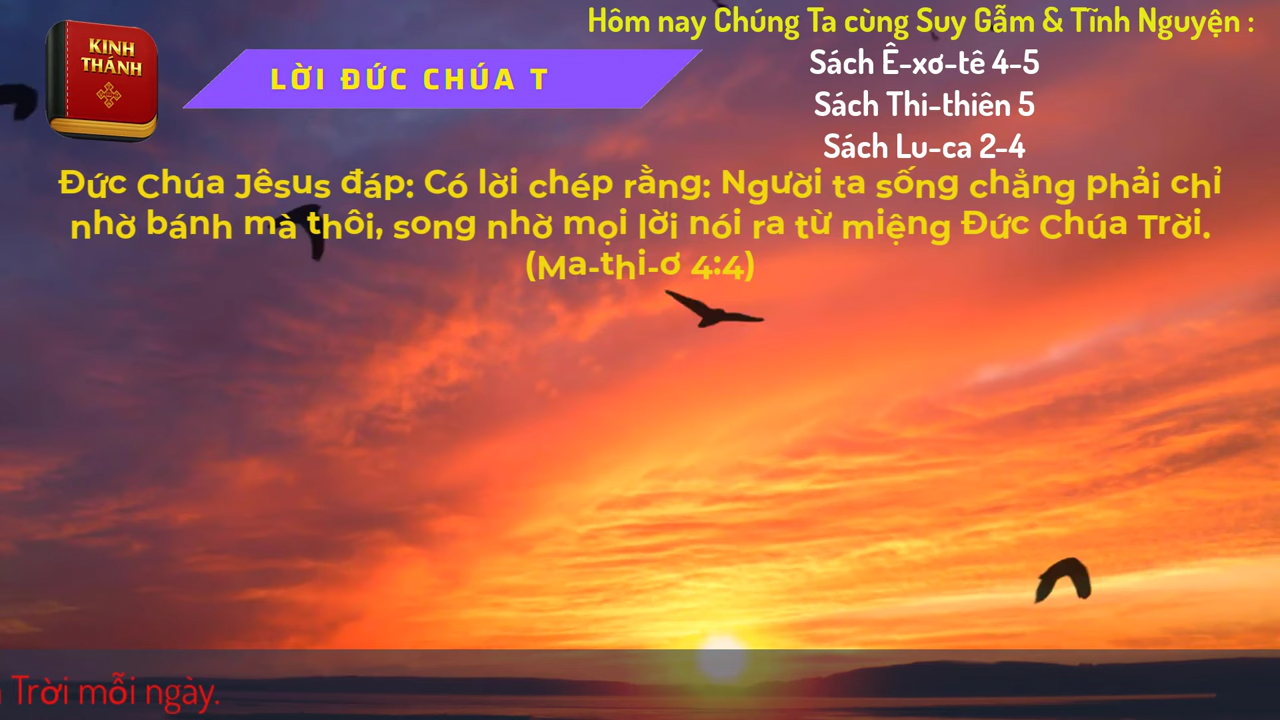 Hôm nay Chúng Ta cùng Suy Gẫm & Tĩnh Nguyện :
Sách Ê-xơ-tê 4-5
Sách Thi-thiên 5
Sách Lu-ca 2-4
KINH
THÁNH
LỜI ĐỨC CHÚA T
Đức Chúa Jêsus đáp: Có lời chép rằng: Người ta sống chẳng phải chỉ
nhờ bánh mà thôi, song nhờ mọi lời nói ra từ miệng Đức Chúa Trời.
(Ma-thi-ơ 4:4)
Trời mỗi ngày.